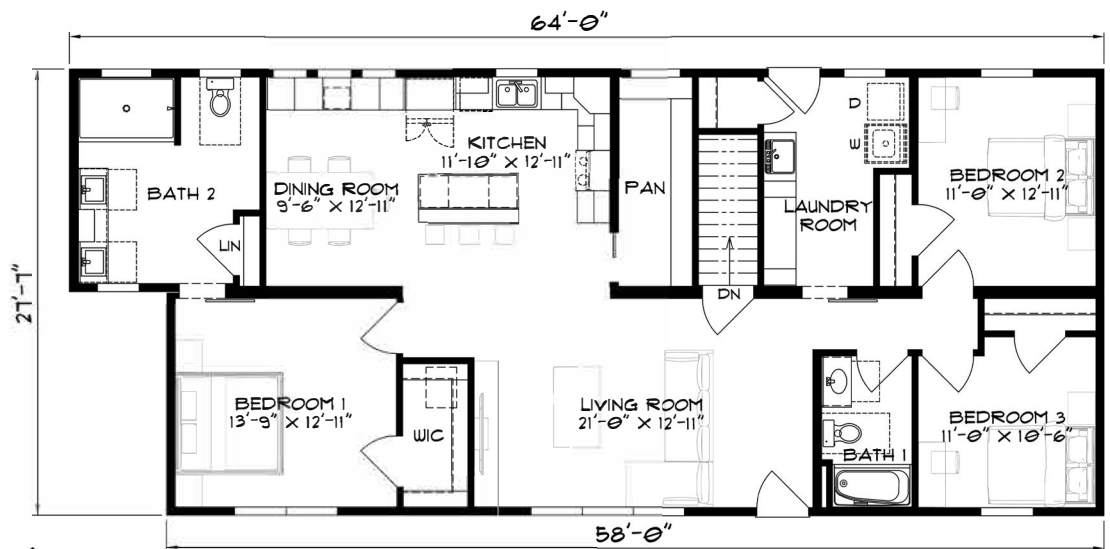 64'-0"
KITCHEN
11'-10" X 12'-11"
D
W
BEDROOM 2
11'-0" X 12'-11"
DINING ROOM
9'-6" X 12'-11"
BATH 2
PAN
LAUNDRY
ROOM
LIN
27'-7"
DN
BEDROOM 1
13'-9" X 12'-11"
WIC
LIVING ROOM
21'-0" X 12'-11"
BEDROOM 3
11'-0" X 10'-6"
BATH 1
58'-0"